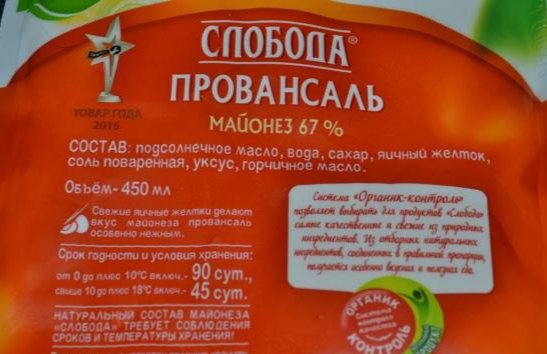 СЛОБОДА®
ПРОВАНСАЛЬ
МАЙОНЕЗ 67 %
ТОВАР ГОДА
2015
СОСТАВ: подсолнечное масло, вода, сахар, яичный желток,
соль поваренная, уксус, горчичное масло.
Объём- 450 мл
Свежие яичные желтки делают
вкус майонеза провансаль
особенно нежным.
Срок годности и условия хранения:
от 0 до плюс 10°С включ.- 90 сут.,
свыше 10 до плюс 18°С включ.- 45 сут.
НАТУРАЛЬНЫЙ СОСТАВ МАЙОНЕЗА
«СЛОБОДА» ТРЕБУЕТ СОБЛЮДЕНИЯ
СРОКОВ И ТЕМПЕРАТУРЫ ХРАНЕНИЯ!
Система «Органик-контроль»
позволяет выбирать для продуктов «Слобода»
самые качественные и свежие из природных
ингредиентов. Из отборных натуральных
ингредиентов, соединенных в правильной пропорции,
получается особенно вкусная и полезная еда.
ОРГАНИК
Система
контроля
качества
КОНТРОЛЬ